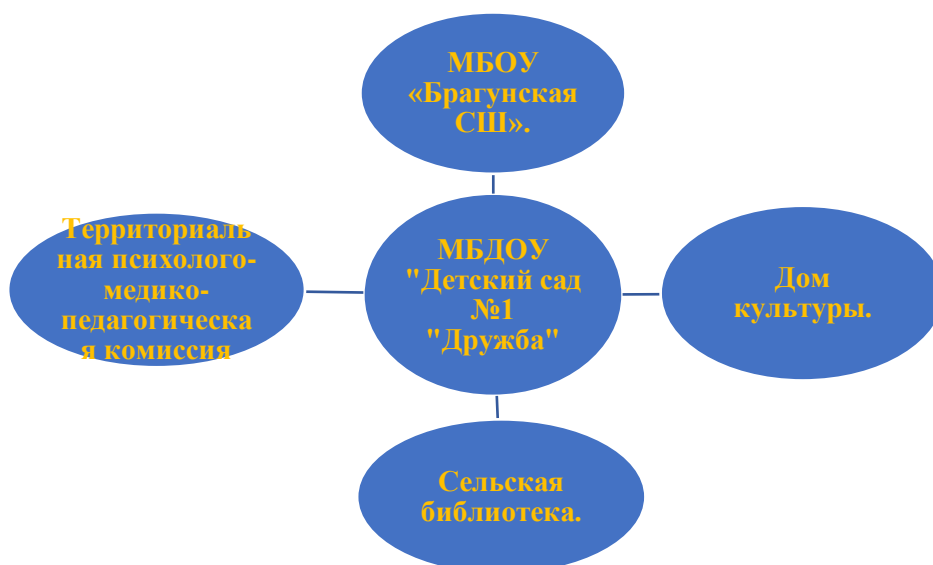 МБОУ
«Брагунская
СШ».
Территориаль
ная психолого-
медико-
педагогическа
я комиссия
МБДОУ
"Детский сад
№1
"Дружба"
Дом
культуры.
Сельская
библиотека.